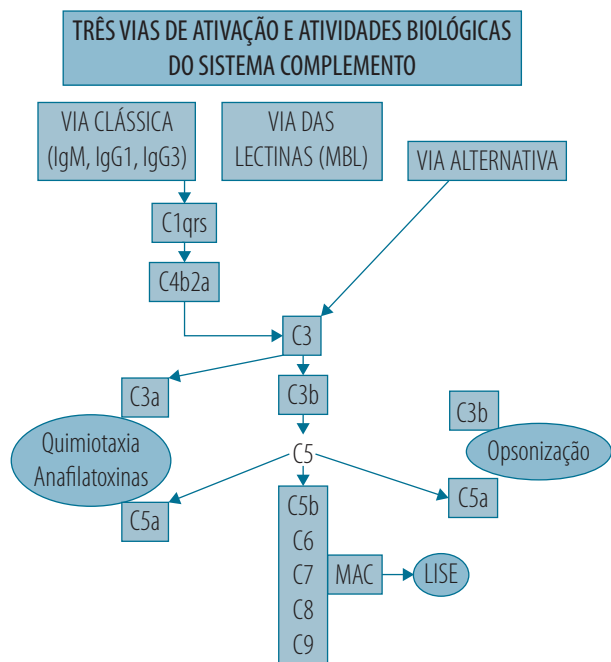 TRÊS VIAS DE ATIVAÇÃO E ATIVIDADES BIOLÓGICAS
DO SISTEMA COMPLEMENTO
VIA CLÁSSICA
(IgM, IgG1, IgG3)
VIA DAS
LECTINAS (MBL)
VIA ALTERNATIVA
C1qrs
C4b2a
C3
C3a
C3b
C3b
Quimiotaxia
Anafilatoxinas
Opsonização
C5
C5a
C5a
C5b
C6
C7
MAC
LISE
C8
C9